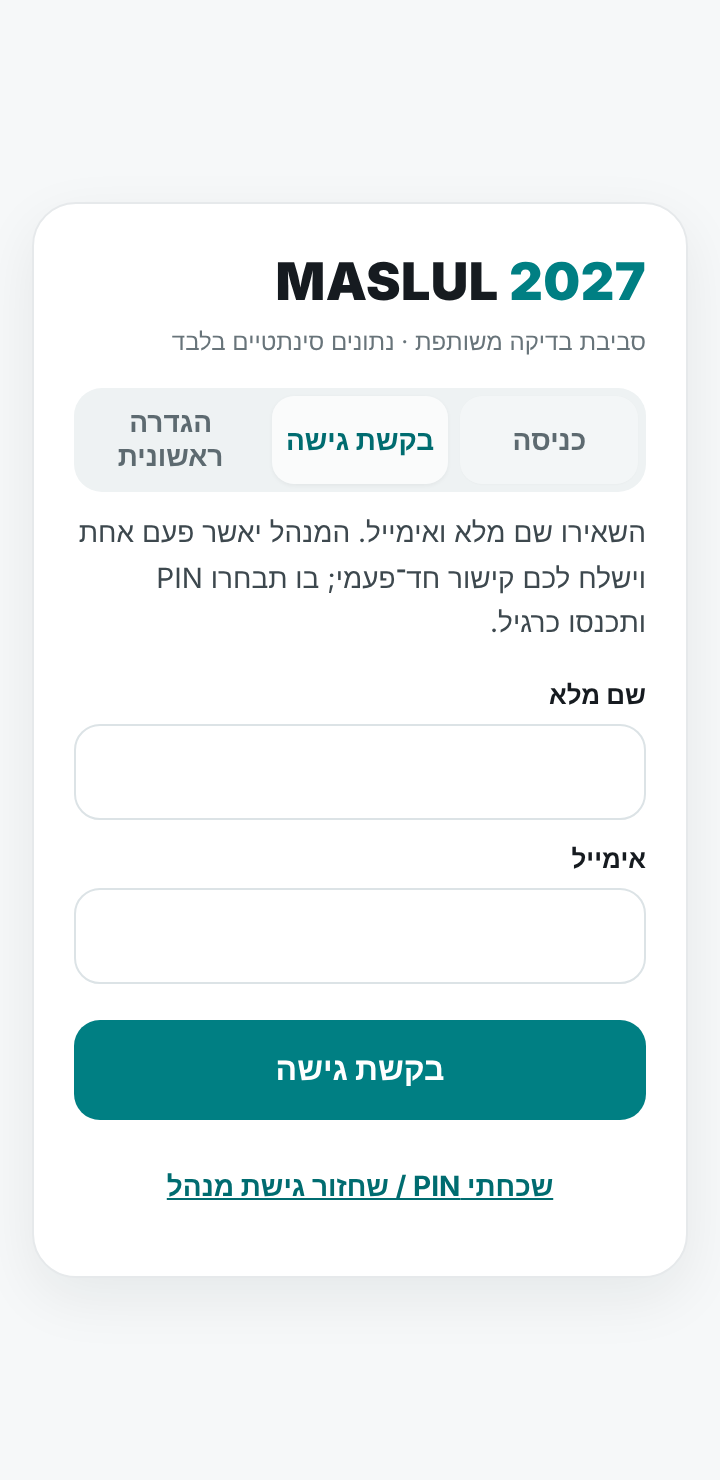 MASLUL 2027
סביבת בדיקה משותפת · נתונים סינתטיים בלבד
כניסה
בקשת גישה
הגדרה
ראשונית
השאירו שם מלא ואימייל. המנהל יאשר פעם אחת
וישלח לכם קישור חד־פעמי; בו תבחרו PIN
ותכנסו כרגיל.
שם מלא
אימייל
בקשת גישה
שכחתי PIN / שחזור גישת מנהל